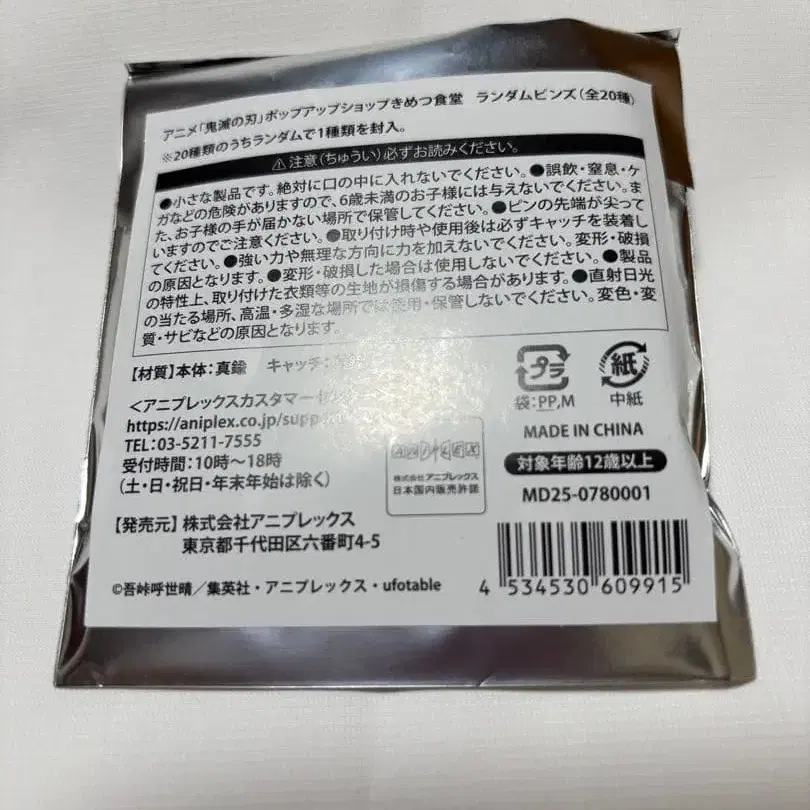 アニメ「鬼滅の刃」ポップアップショップきめつ食堂　ランダムピンズ(全20種)
※20種類のうちランダムで1種類を封入。
⚠注意(ちゅうい)必ずお読みください。
●小さな製品です。絶対に口の中に入れないでください。●誤飲・窒息・ケ
ガなどの危険がありますので、6歳未満のお子様には与えないでください。ま
た、お子様の手が届かない場所で保管してください。●ピンの先端が尖って
いますのでご注意ください。●取り付け時や使用後は必ずキャッチを装着し
てください。●強い力や無理な方向に力を加えないでください。変形・破損
の原因となります。●変形・破損した場合は使用しないでください。●製品
の特性上、取り付けた衣類等の生地が損傷する場合があります。●直射日光
の当たる場所、高温・多湿な場所では使用・保管しないでください。変色・変
質・サビなどの原因となります。
【材質】本体：真鍮　キャッチ：
プラ
袋：PP,M
紙
中紙
<アニプレックスカスタマーセン
https://aniplex.co.jp/supp
TEL：03-5211-7555
受付時間：10時～18時
(土・日・祝日・年末年始は除く)
株式会社アニプレックス
日本国内販売許諾
MADE IN CHINA
対象年齢12歳以上
MD25-0780001
【発売元】株式会社アニプレックス
東京都千代田区六番町4-5
©吾峠呼世晴／集英社・アニプレックス・ufotable
4 534530 609915